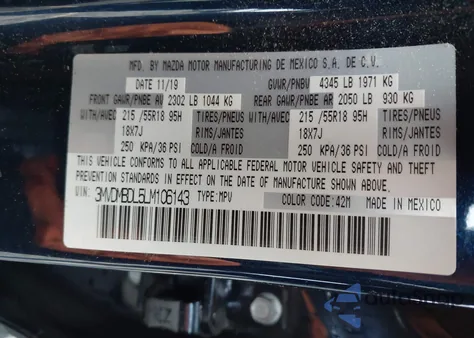 MFD. BY MAZDA MOTOR MANUFACTURING DE MEXICO S.A. DE C.V.
DATE 11/19 GVWR/PNBV 4345 LB 1971 KG
FRONT GAWR/PNBE AV 2302 LB 1044 KG REAR GAWR/PNBE AR 2050 LB 930 KG
WITH/AVEC 215 /55R18 95H TIRES/PNEUS WITH/AVEC 215 /55R18 95H TIRES/PNEUS
18X7J RIMS/JANTES 18X7J RIMS/JANTES
250 KPA/36 PSI COLD/A FROID 250 KPA/36 PSI COLD/A FROID
THIS VEHICLE CONFORMS TO ALL APPLICABLE FEDERAL MOTOR VEHICLE SAFETY AND THEFT
PREVENTION STANDARDS IN EFFECT ON THE DATE OF MANUFACTURE SHOWN ABOVE.
3MVDMBDL5LM106143 TYPE: MPV COLOR CODE: 42M MADE IN MEXICO
autosnap